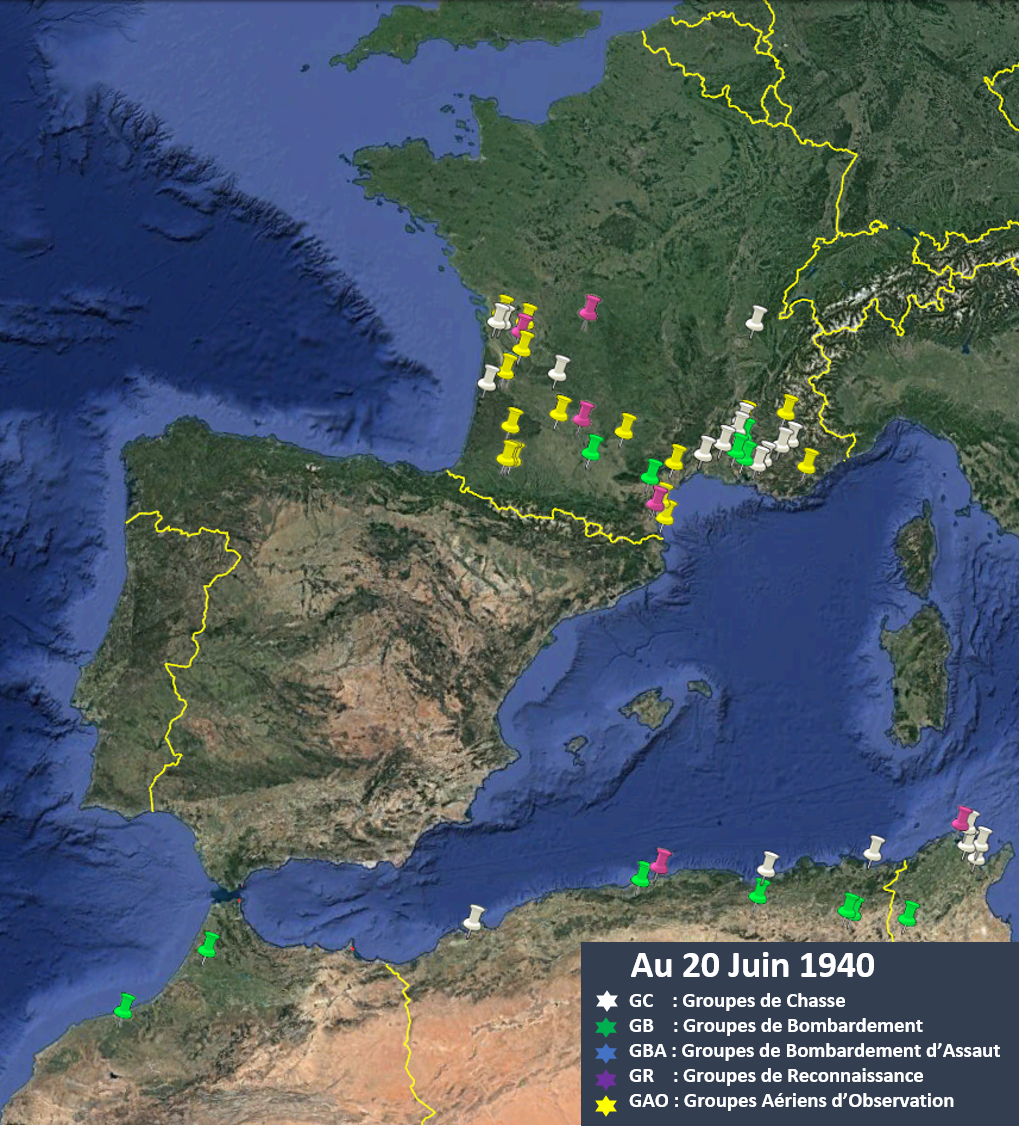 Au 20 Juin 1940
GC : Groupes de Chasse
GB : Groupes de Bombardement
GBA : Groupes de Bombardement d’Assaut
GR : Groupes de Reconnaissance
GAO : Groupes Aériens d’Observation